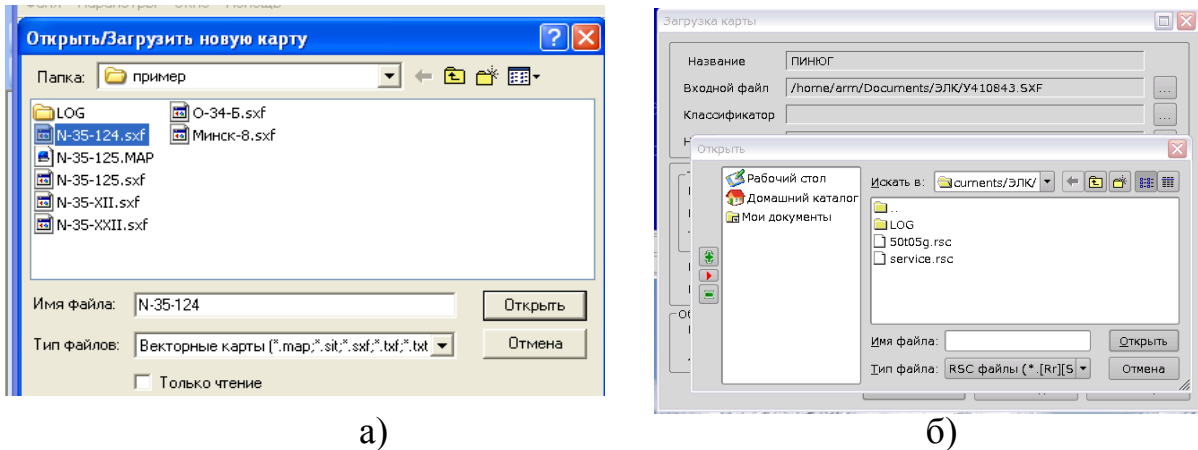 Открыть/Загрузить новую карту
Папка: пример
LOG
N-35-124.sxf
N-35-125.MAP
N-35-125.sxf
N-35-XII.sxf
N-35-XXII.sxf
О-34-Б.sxf
Минск-8.sxf
Имя файла: N-35-124
Открыть
Тип файлов: Векторные карты (*.map;*.sit;*.sxf;*.txf;*.txt
Отмена
Только чтение
а)
Загрузка карты
Название ПИНЮГ
Входной файл /home/arm/Documents/ЭЛК/У410843.SXF
...
Классификатор
...
Открыть
Рабочий стол
Домашний каталог
Мои документы
Искать в: cuments/ЭЛК/
..
LOG
50t05g.rsc
service.rsc
Имя файла:
Открыть
Тип файла: RSC файлы (*.[Rr][S
Отмена
б)